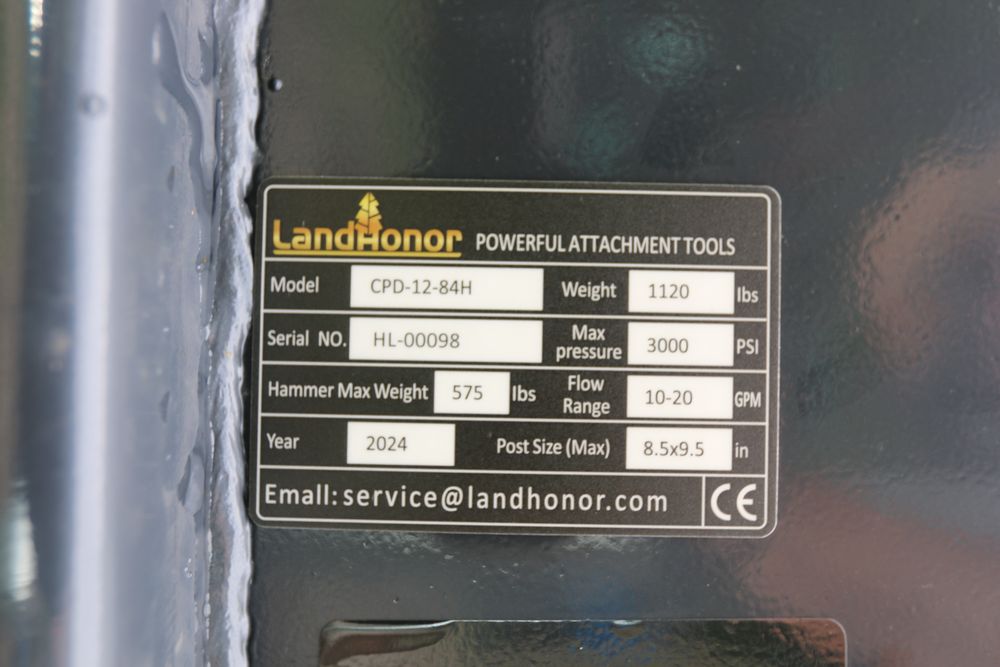 LandHonor POWERFUL ATTACHMENT TOOLS
Model CPD-12-84H Weight 1120 lbs
Serial NO. HL-00098 Max pressure 3000 PSI
Hammer Max Weight 575 lbs Flow Range 10-20 GPM
Year 2024 Post Size (Max) 8.5x9.5 in
Emall: service@landhonor.com CE